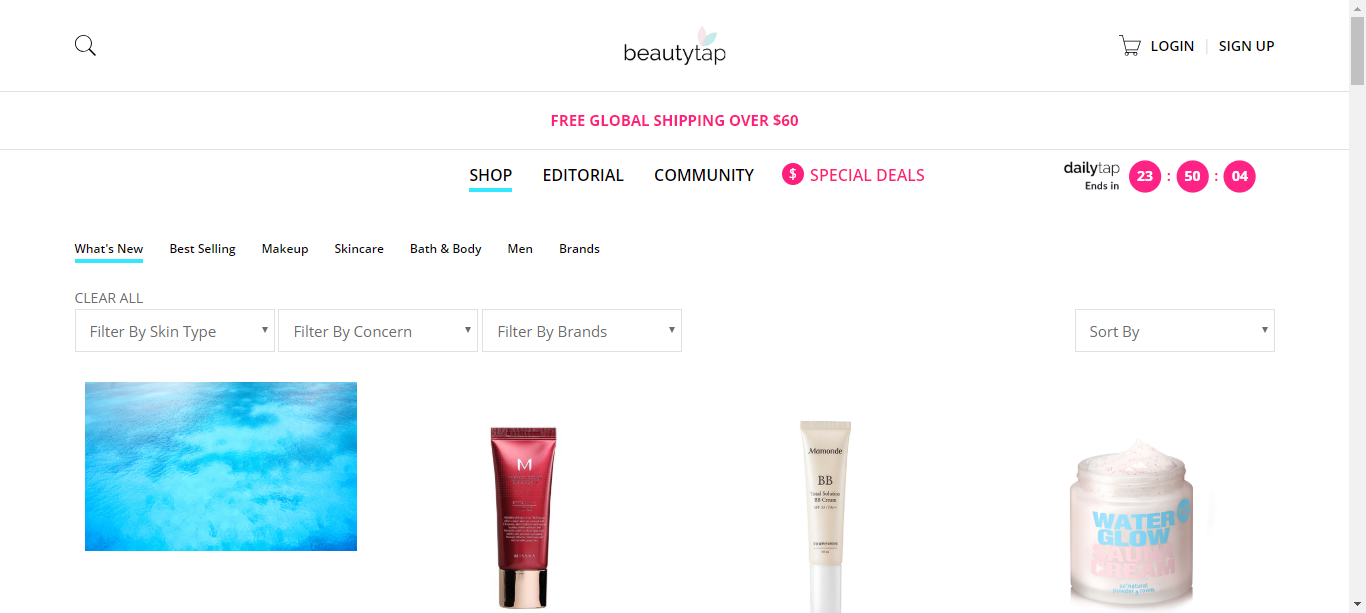 beautytap
LOGIN
SIGN UP
FREE GLOBAL SHIPPING OVER $60
SHOP
EDITORIAL
COMMUNITY
$ SPECIAL DEALS
dailytap
Ends in
23 : 50 : 04
What's New
Best Selling
Makeup
Skincare
Bath & Body
Men
Brands
CLEAR ALL
Filter By Skin Type
Filter By Concern
Filter By Brands
Sort By
M
MISSHA
Mamonde
BB
Total Solution
BB Cream
WATER
GLOW
SAUNA
CREAM
so natural